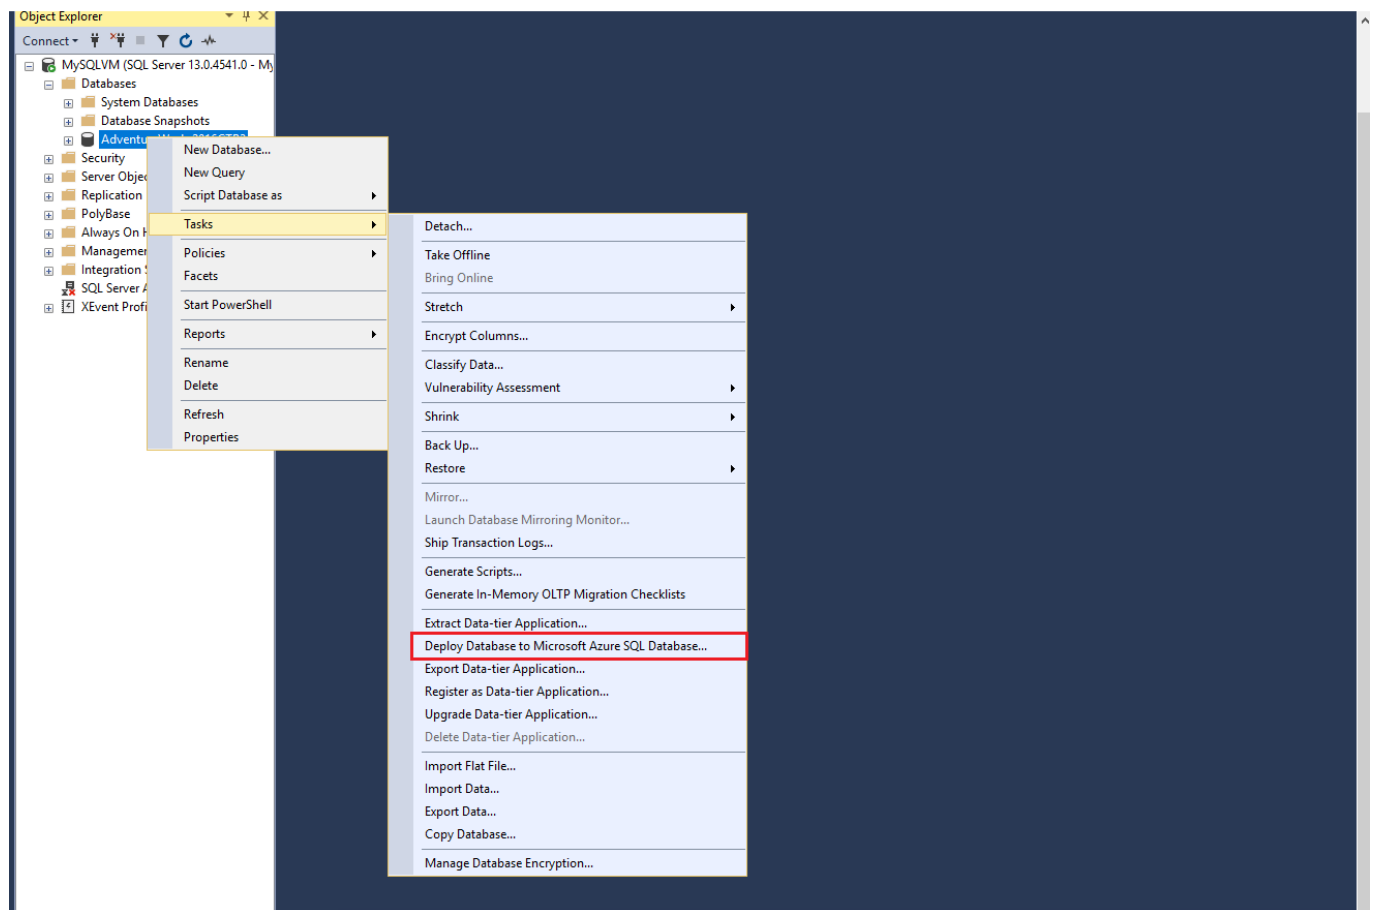 Object Explorer
Connect
MySQLVM (SQL Server 13.0.4541.0 - My
Databases
System Databases
Database Snapshots
Security
Server Objec
Replication
PolyBase
Always On H
Managemen
Integration S
SQL Server A
XEvent Profi
New Database...
New Query
Script Database as
Tasks
Policies
Facets
Start PowerShell
Reports
Rename
Delete
Refresh
Properties
Detach...
Take Offline
Bring Online
Stretch
Encrypt Columns...
Classify Data...
Vulnerability Assessment
Shrink
Back Up...
Restore
Mirror...
Launch Database Mirroring Monitor...
Ship Transaction Logs...
Generate Scripts...
Generate In-Memory OLTP Migration Checklists
Extract Data-tier Application...
Deploy Database to Microsoft Azure SQL Database...
Export Data-tier Application...
Register as Data-tier Application...
Upgrade Data-tier Application...
Delete Data-tier Application...
Import Flat File...
Import Data...
Export Data...
Copy Database...
Manage Database Encryption...